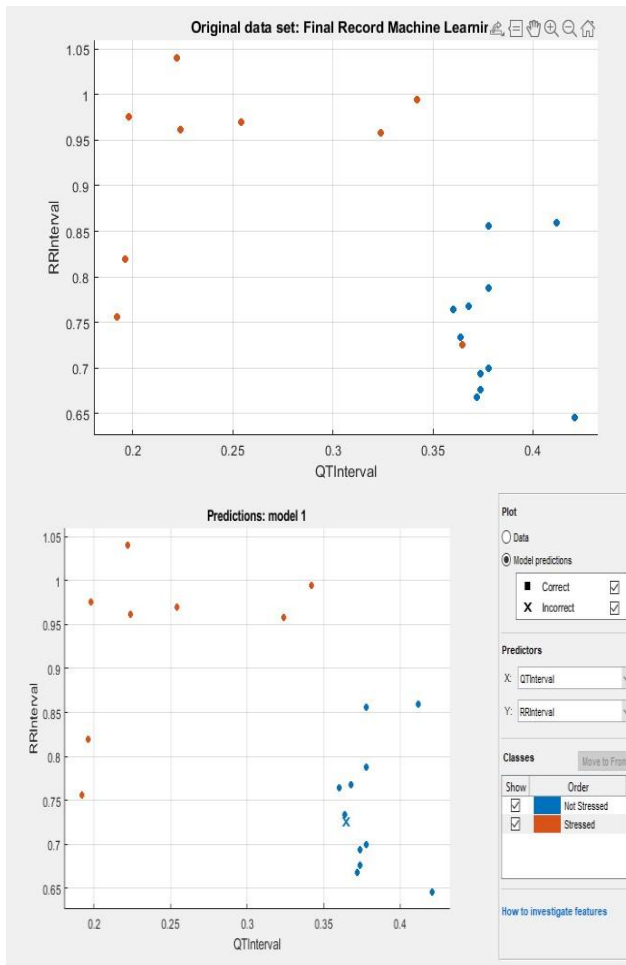 Original data set: Final Record Machine Learnin
1.05
1
0.95
0.9
0.85
0.8
0.75
0.7
0.65
RRInterval
0.2 0.25 0.3 0.35 0.4
QTInterval
Predictions: model 1
1.05
1
0.95
0.9
0.85
0.8
0.75
0.7
0.65
RRInterval
0.2 0.25 0.3 0.35 0.4
QTInterval
Plot
Data
Model predictions
Correct
X Incorrect
Predictors
X: QTInterval
Y: RRInterval
Classes Move to Fron
Show Order
Not Stressed
Stressed
How to investigate features